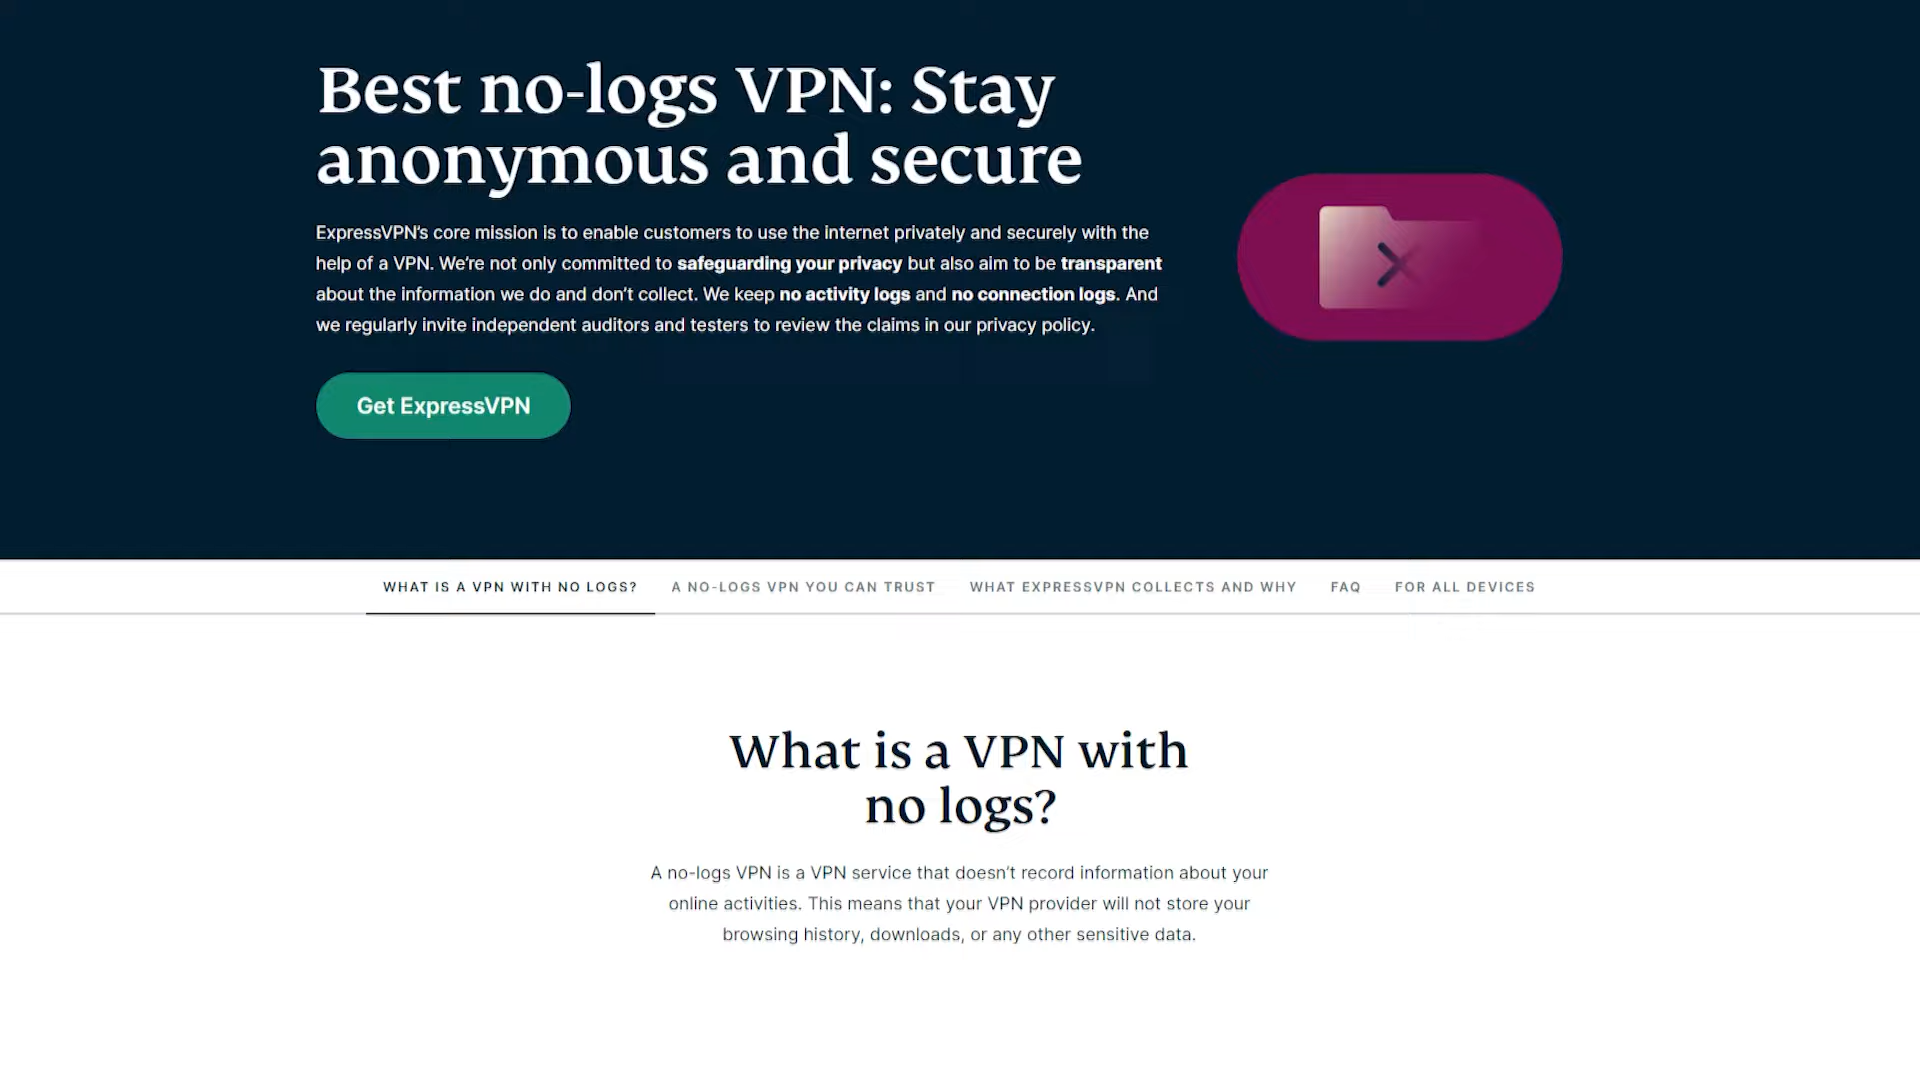 Best no-logs VPN: Stay
anonymous and secure
ExpressVPN’s core mission is to enable customers to use the internet privately and securely with the
help of a VPN. We’re not only committed to safeguarding your privacy but also aim to be transparent
about the information we do and don’t collect. We keep no activity logs and no connection logs. And
we regularly invite independent auditors and testers to review the claims in our privacy policy.
Get ExpressVPN
WHAT IS A VPN WITH NO LOGS? A NO-LOGS VPN YOU CAN TRUST WHAT EXPRESSVPN COLLECTS AND WHY FAQ FOR ALL DEVICES
What is a VPN with
no logs?
A no-logs VPN is a VPN service that doesn’t record information about your
online activities. This means that your VPN provider will not store your
browsing history, downloads, or any other sensitive data.